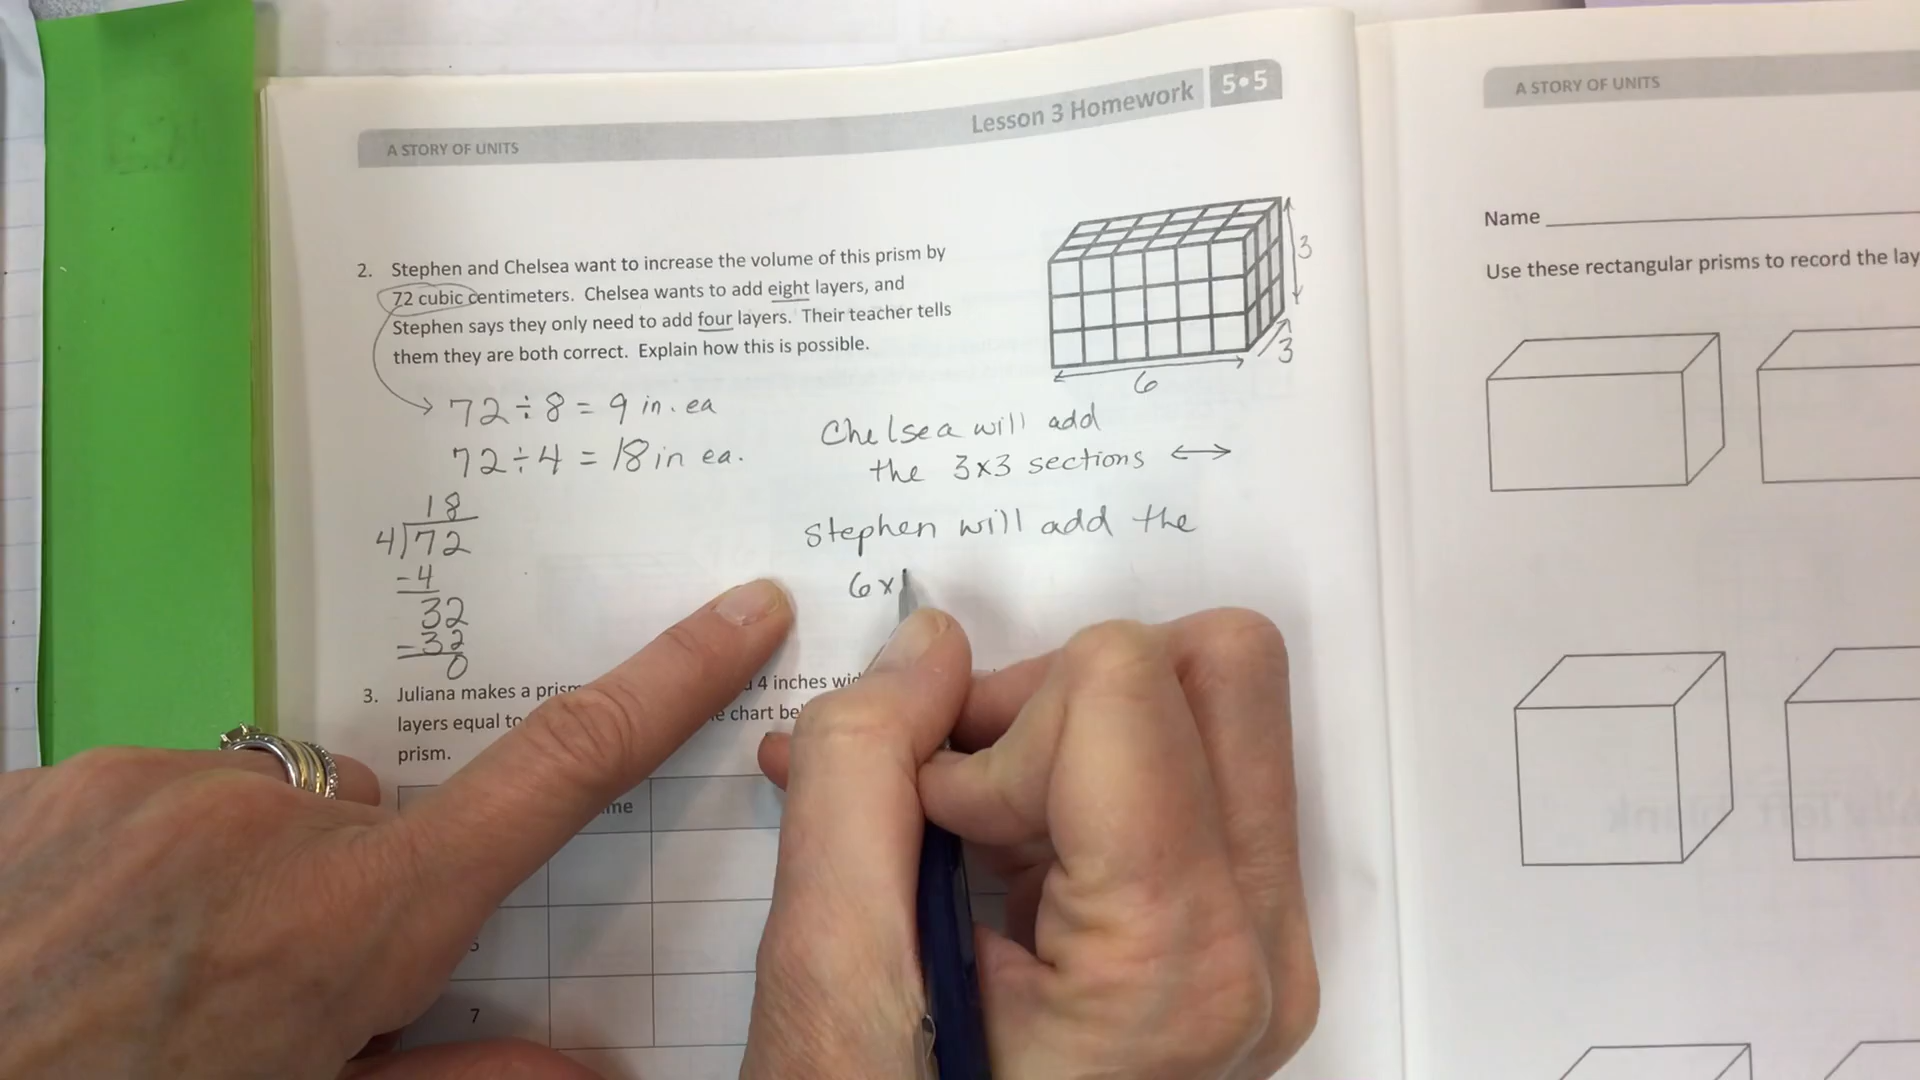 Lesson 3 Homework 5•5
A STORY OF UNITS
2. Stephen and Chelsea want to increase the volume of this prism by
72 cubic centimeters. Chelsea wants to add eight layers, and
Stephen says they only need to add four layers. Their teacher tells
them they are both correct. Explain how this is possible.
3
3
6
72 ÷ 8 = 9 in. ea
72 ÷ 4 = 18 in ea.
Chelsea will add
the 3x3 sections ↔
Stephen will add the
6x
18
4)72
-4
32
-32
0
3. Juliana makes a 4 inches
layers equal to chart
prism.
7
A STORY OF UNITS
Name
Use these rectangular prisms to record the